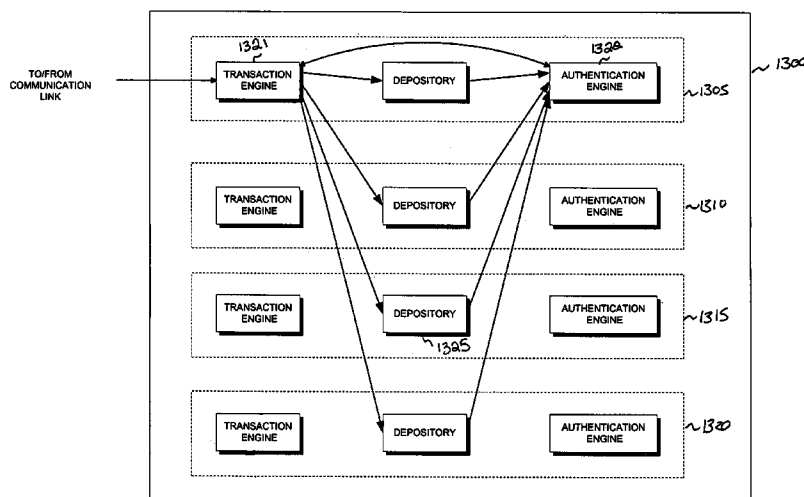 1321
1322
1300
TO/FROM
COMMUNICATION
LINK
TRANSACTION
ENGINE
DEPOSITORY
AUTHENTICATION
ENGINE
1305
TRANSACTION
ENGINE
DEPOSITORY
AUTHENTICATION
ENGINE
1310
TRANSACTION
ENGINE
DEPOSITORY
AUTHENTICATION
ENGINE
1315
1325
TRANSACTION
ENGINE
DEPOSITORY
AUTHENTICATION
ENGINE
1320